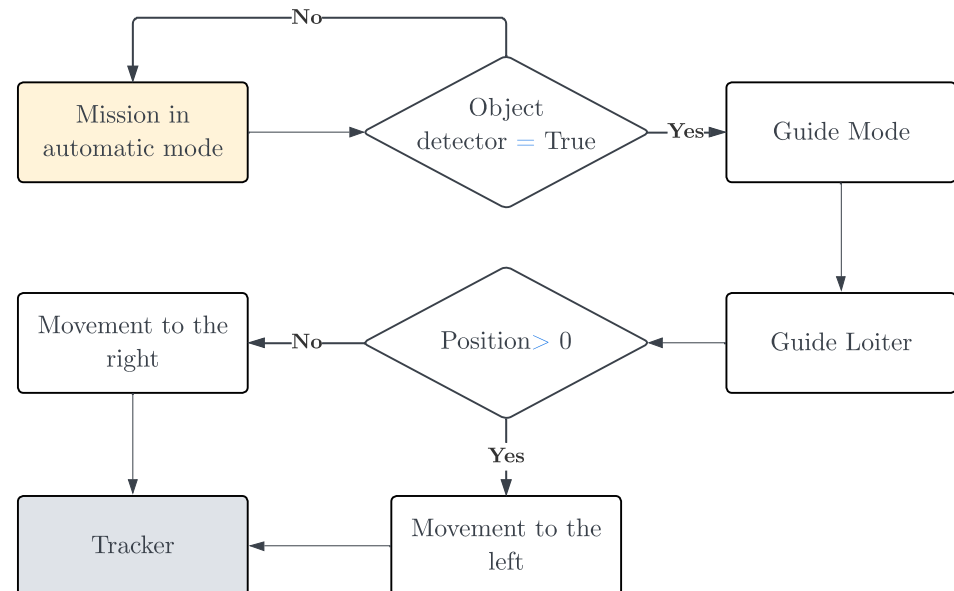 No
Mission in
automatic mode
Object
detector = True
Yes
Guide Mode
Movement to the
right
No
Position> 0
Guide Loiter
Yes
Tracker
Movement to the
left